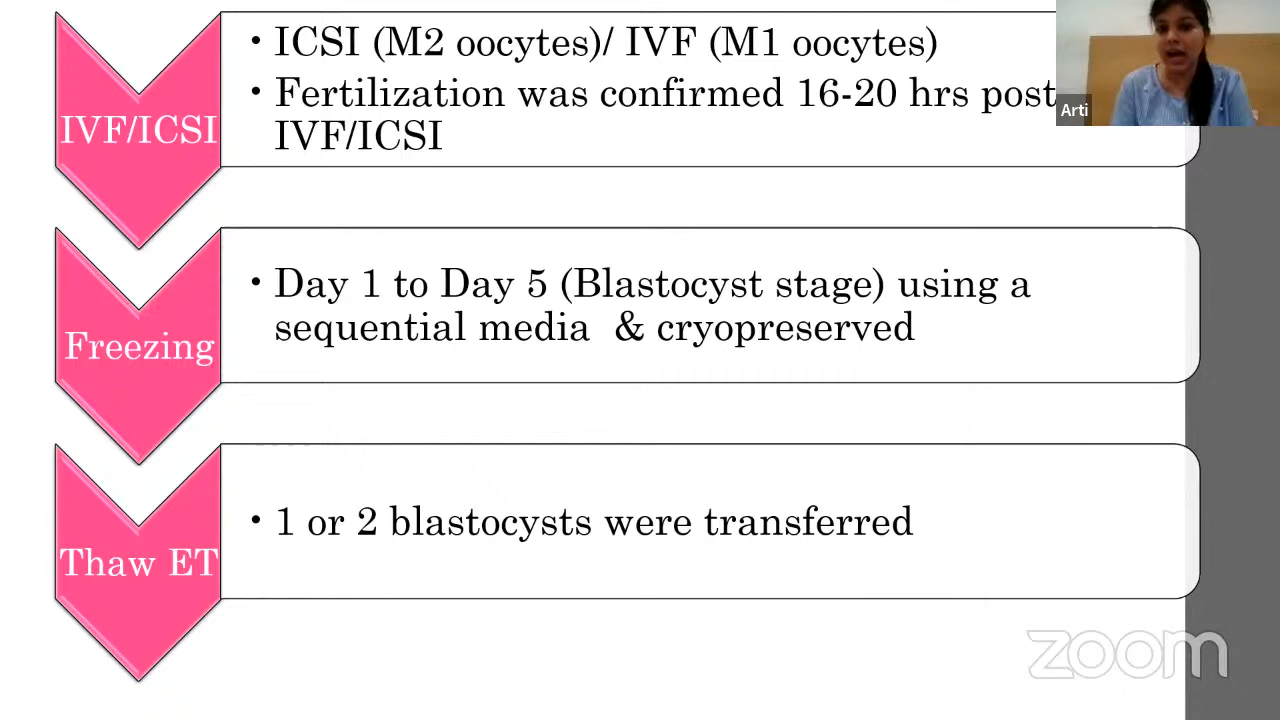 • ICSI (M2 oocytes)/ IVF (M1 oocytes)
• Fertilization was confirmed 16-20 hrs post
IVF/ICSI
IVF/ICSI
Arti
• Day 1 to Day 5 (Blastocyst stage) using a
sequential media & cryopreserved
Freezing
• 1 or 2 blastocysts were transferred
Thaw ET
zoom